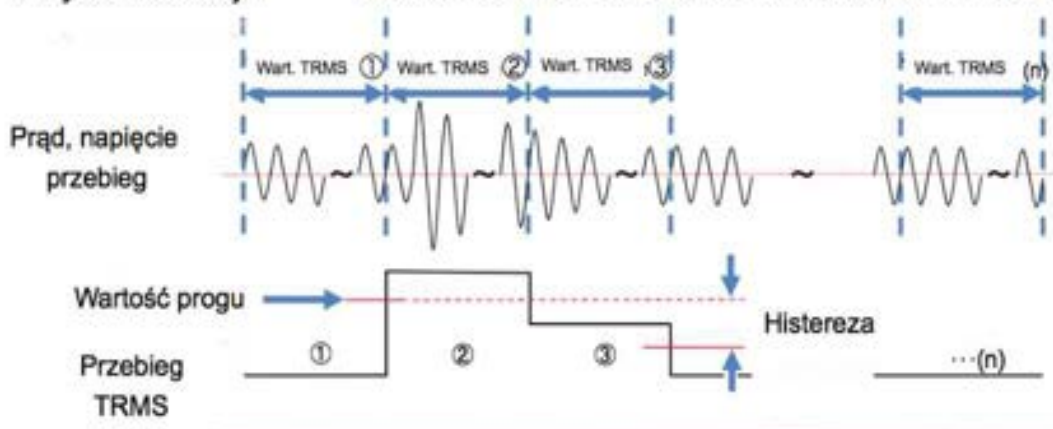 Wart. TRMS ① Wart. TRMS ② Wart. TRMS ③ Wart. TRMS (n)
Prąd, napięcie
przebieg
~ ~ ~ ~ ~
Wartość progu
Histereza
① ② ③ ···(n)
Przebieg
TRMS